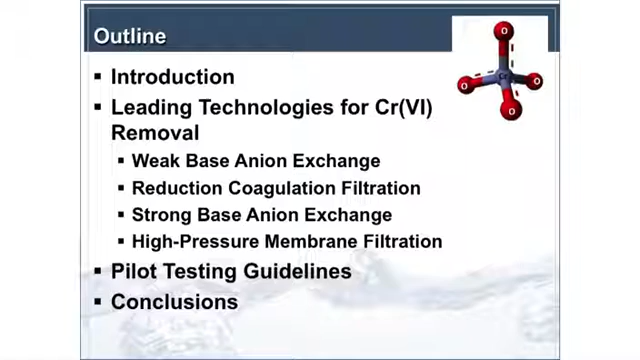 Outline
Introduction
Leading Technologies for Cr(VI)
Removal
Weak Base Anion Exchange
Reduction Coagulation Filtration
Strong Base Anion Exchange
High-Pressure Membrane Filtration
Pilot Testing Guidelines
Conclusions
O
Cr
O
O
O